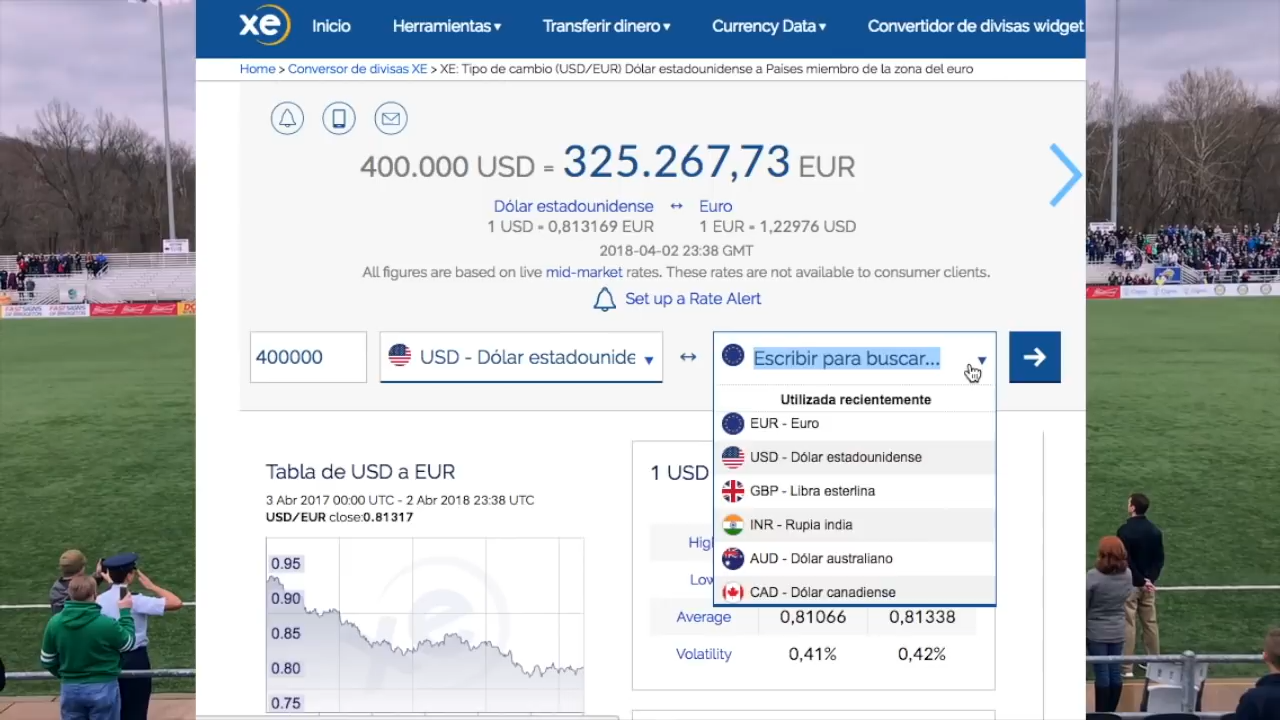 xe Inicio Herramientas Transferir dinero Currency Data Convertidor de divisas widget
Home > Conversor de divisas XE > XE: Tipo de cambio (USD/EUR) Dólar estadounidense a Países miembro de la zona del euro
400.000 USD = 325.267,73 EUR
Dólar estadounidense ↔ Euro
1 USD = 0,813169 EUR 1 EUR = 1,22976 USD
2018-04-02 23:38 GMT
All figures are based on live mid-market rates. These rates are not available to consumer clients.
Set up a Rate Alert
400000 USD - Dólar estadounide ↔ Escribir para buscar...
Utilizada recientemente
EUR - Euro
USD - Dólar estadounidense
GBP - Libra esterlina
INR - Rupia india
AUD - Dólar australiano
CAD - Dólar canadiense
Tabla de USD a EUR
3 Abr 2017 00:00 UTC - 2 Abr 2018 23:38 UTC
USD/EUR close:0.81317
0.95
0.90
0.85
0.80
0.75
1 USD
Average 0,81066 0,81338
Volatility 0,41% 0,42%